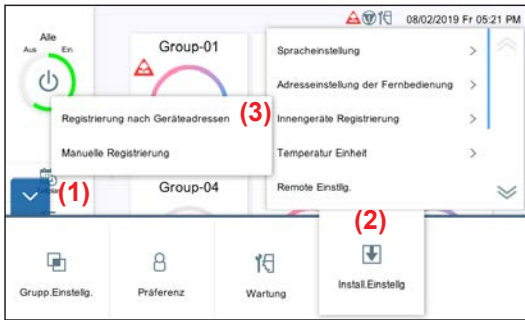 08/02/2019 Fr 05:21 PM
Alle
Aus Ein
Group-01
Spracheinstellung >
Adresseinstellung der Fernbedienung >
Registrierung nach Geräteadressen (3) Innengeräte Registrierung >
Manuelle Registrierung
Temperatur Einheit >
(1)
Group-04
Remote Einstllg.
(2)
Grupp.Einstellg.
Präferenz
Wartung
Install.Einstellg